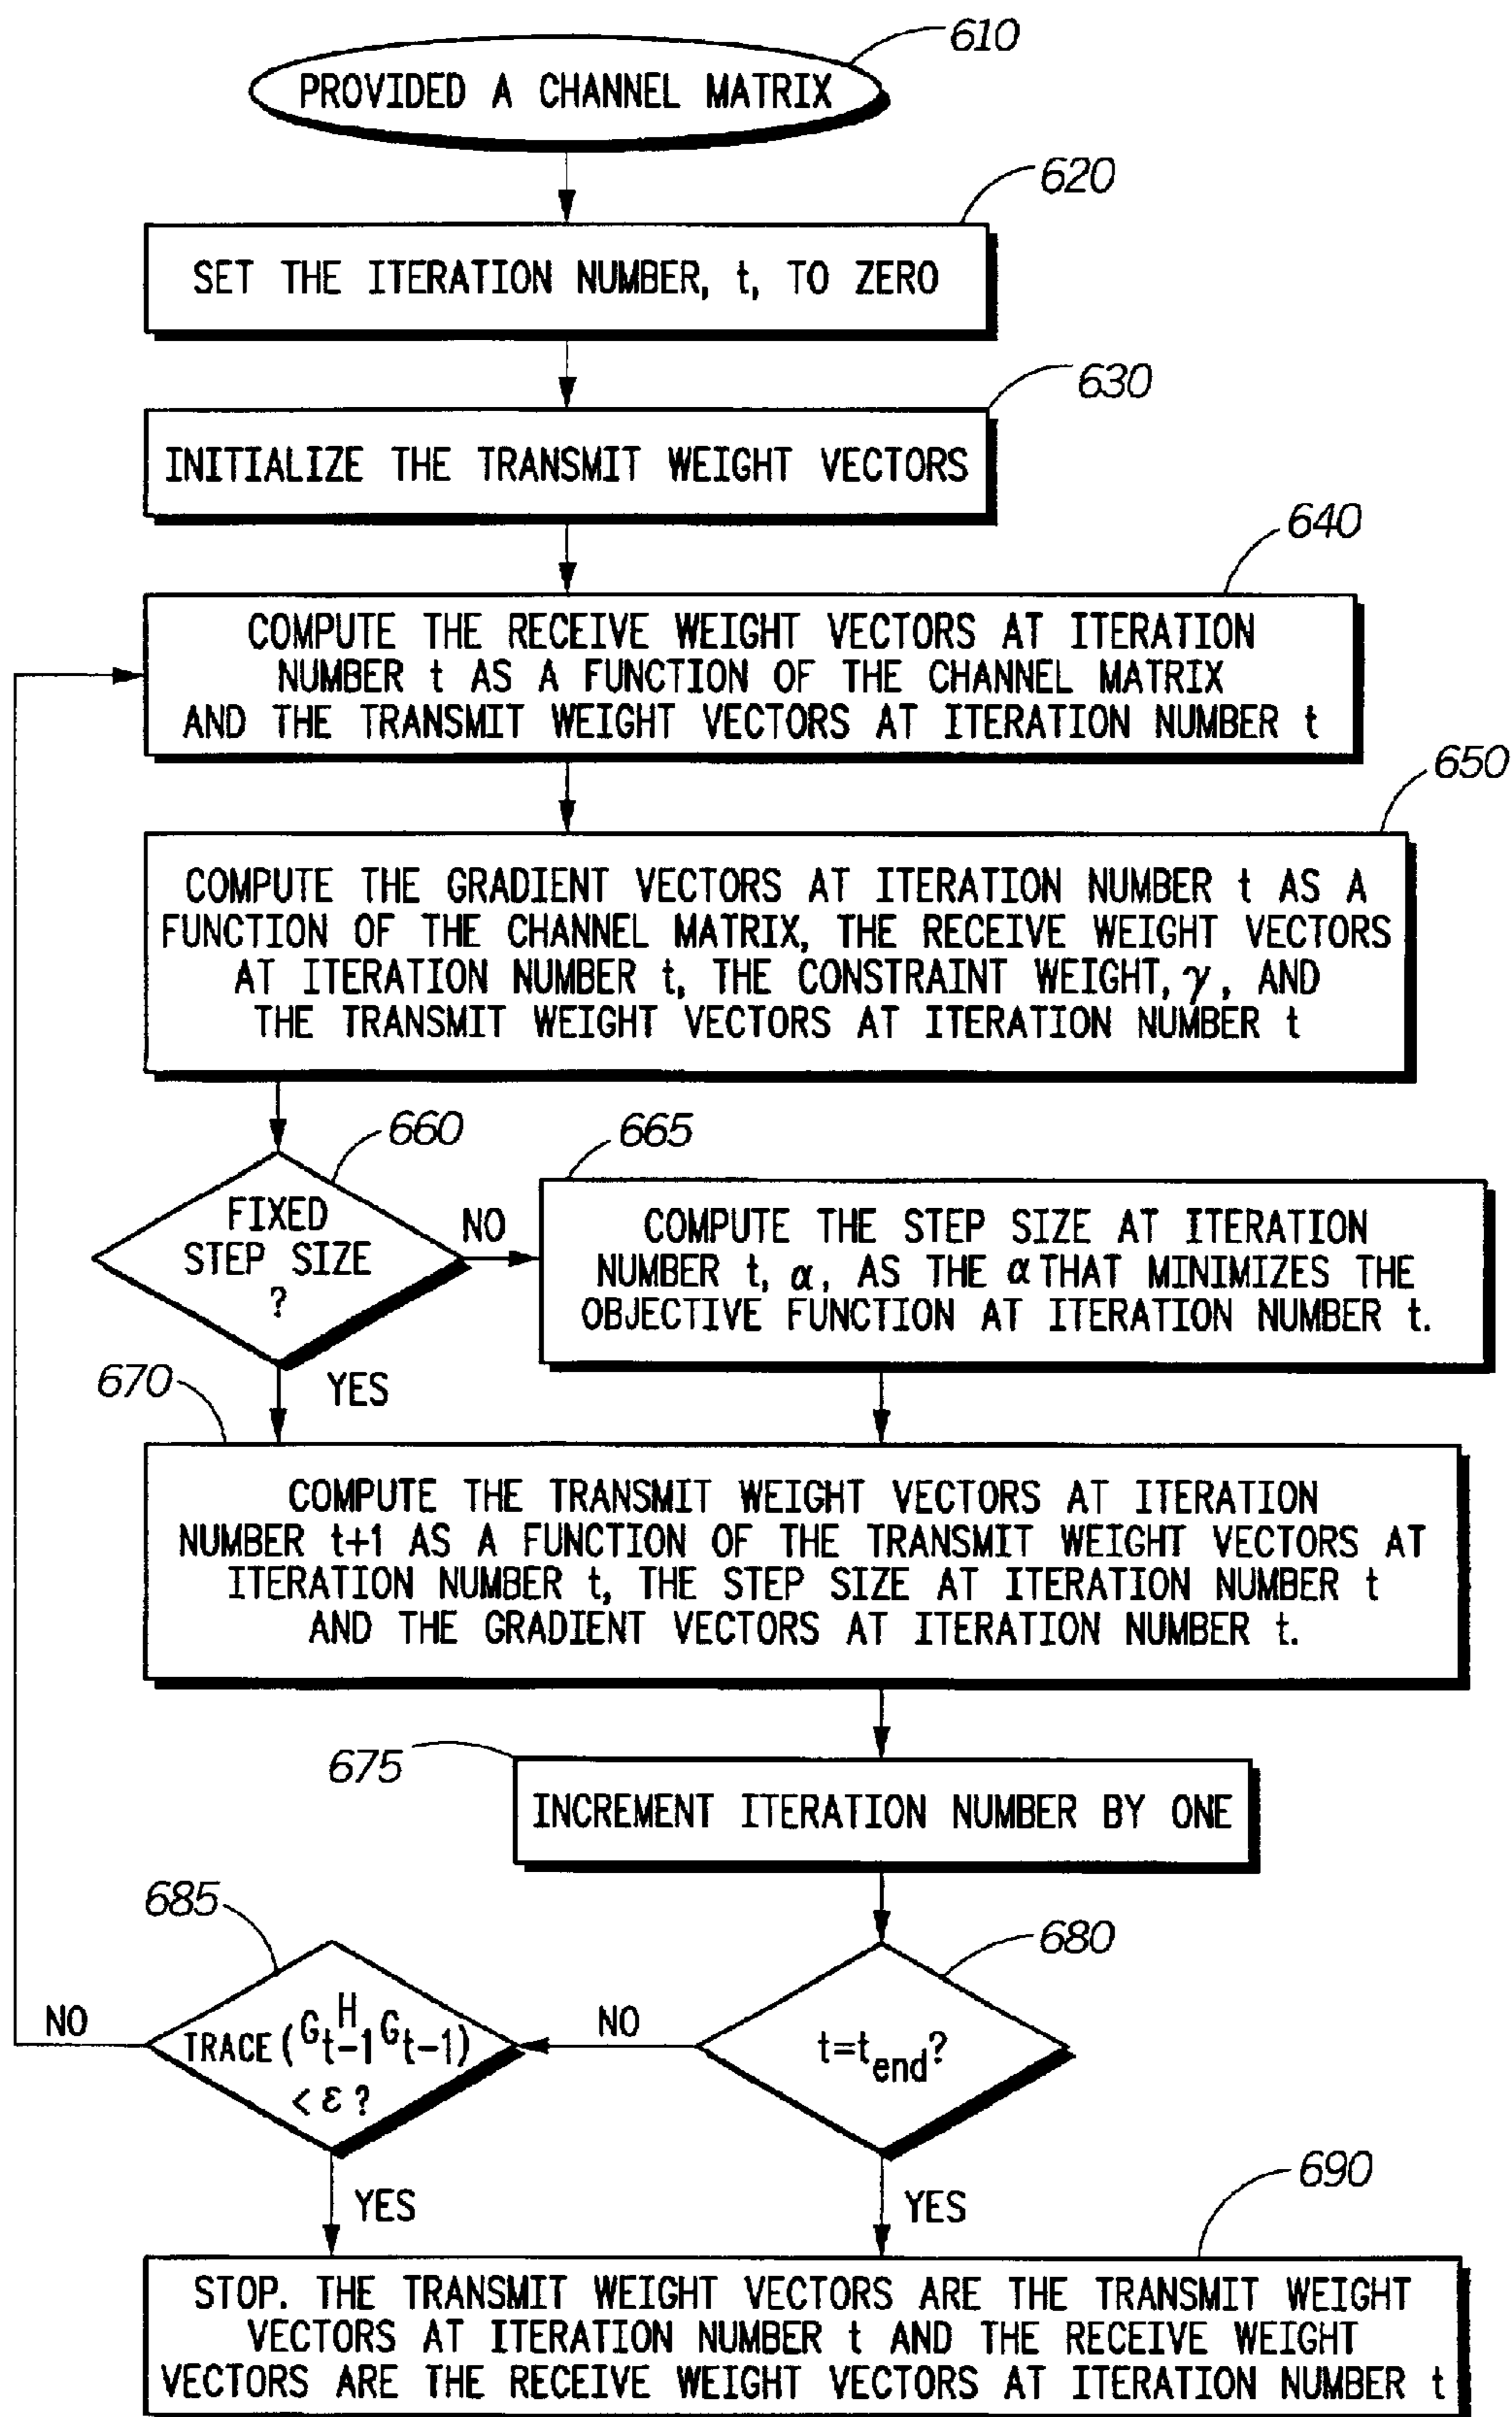 610
PROVIDED A CHANNEL MATRIX
620
SET THE ITERATION NUMBER, t, TO ZERO
630
INITIALIZE THE TRANSMIT WEIGHT VECTORS
640
COMPUTE THE RECEIVE WEIGHT VECTORS AT ITERATION
NUMBER t AS A FUNCTION OF THE CHANNEL MATRIX
AND THE TRANSMIT WEIGHT VECTORS AT ITERATION NUMBER t
650
COMPUTE THE GRADIENT VECTORS AT ITERATION NUMBER t AS A
FUNCTION OF THE CHANNEL MATRIX, THE RECEIVE WEIGHT VECTORS
AT ITERATION NUMBER t, THE CONSTRAINT WEIGHT, γ, AND
THE TRANSMIT WEIGHT VECTORS AT ITERATION NUMBER t
660
FIXED
STEP SIZE
?
NO
YES
665
COMPUTE THE STEP SIZE AT ITERATION
NUMBER t, α, AS THE α THAT MINIMIZES THE
OBJECTIVE FUNCTION AT ITERATION NUMBER t.
670
COMPUTE THE TRANSMIT WEIGHT VECTORS AT ITERATION
NUMBER t+1 AS A FUNCTION OF THE TRANSMIT WEIGHT VECTORS AT
ITERATION NUMBER t, THE STEP SIZE AT ITERATION NUMBER t
AND THE GRADIENT VECTORS AT ITERATION NUMBER t.
675
INCREMENT ITERATION NUMBER BY ONE
680
t=t_end?
NO
YES
685
TRACE(G_{t-1}^H G_{t-1})
< ε ?
NO
YES
690
STOP. THE TRANSMIT WEIGHT VECTORS ARE THE TRANSMIT WEIGHT
VECTORS AT ITERATION NUMBER t AND THE RECEIVE WEIGHT
VECTORS ARE THE RECEIVE WEIGHT VECTORS AT ITERATION NUMBER t